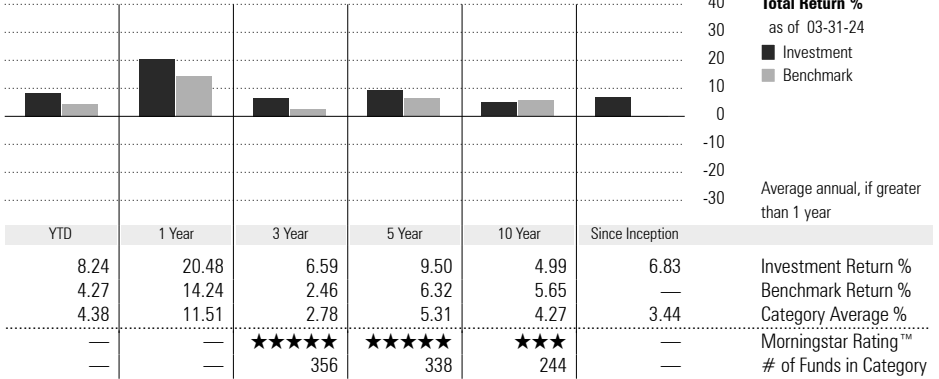 40 Total Return %
30 as of 03-31-24
20 Investment
10 Benchmark
0
-10
-20
-30
Average annual, if greater
than 1 year
YTD 1 Year 3 Year 5 Year 10 Year Since Inception
8.24 20.48 6.59 9.50 4.99 6.83 Investment Return %
4.27 14.24 2.46 6.32 5.65 — Benchmark Return %
4.38 11.51 2.78 5.31 4.27 3.44 Category Average %
— — ★★★★★ ★★★★★ ★★★ — Morningstar Rating™
— — 356 338 244 — # of Funds in Category